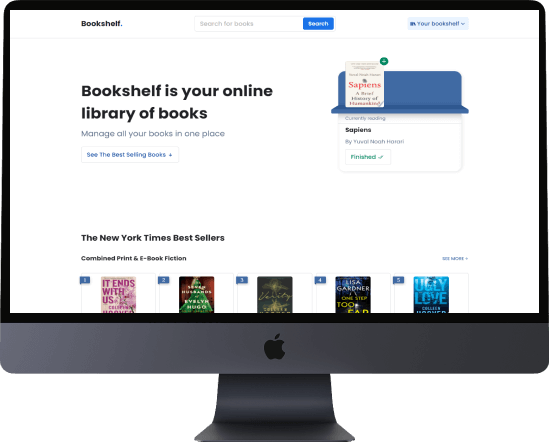 Bookshelf.
Search for books
Search
Your bookshelf
Bookshelf is your online
library of books
Manage all your books in one place
See The Best Selling Books
Sapiens
A Brief
History of
Humankind
Currently reading
Sapiens
By Yuval Noah Harari
Finished
The New York Times Best Sellers
Combined Print & E-Book Fiction
SEE MORE >
1
IT ENDS
WITH
US
COLLEEN
HOOVER
2
SEVEN
HUSBANDS
EVELYN
HUGO
3
Verity
COLLEEN
4
LISA
GARDNER
ONE STEP
TOO
FAR
5
UGLY
LOVE
COLLEEN
HOOVER